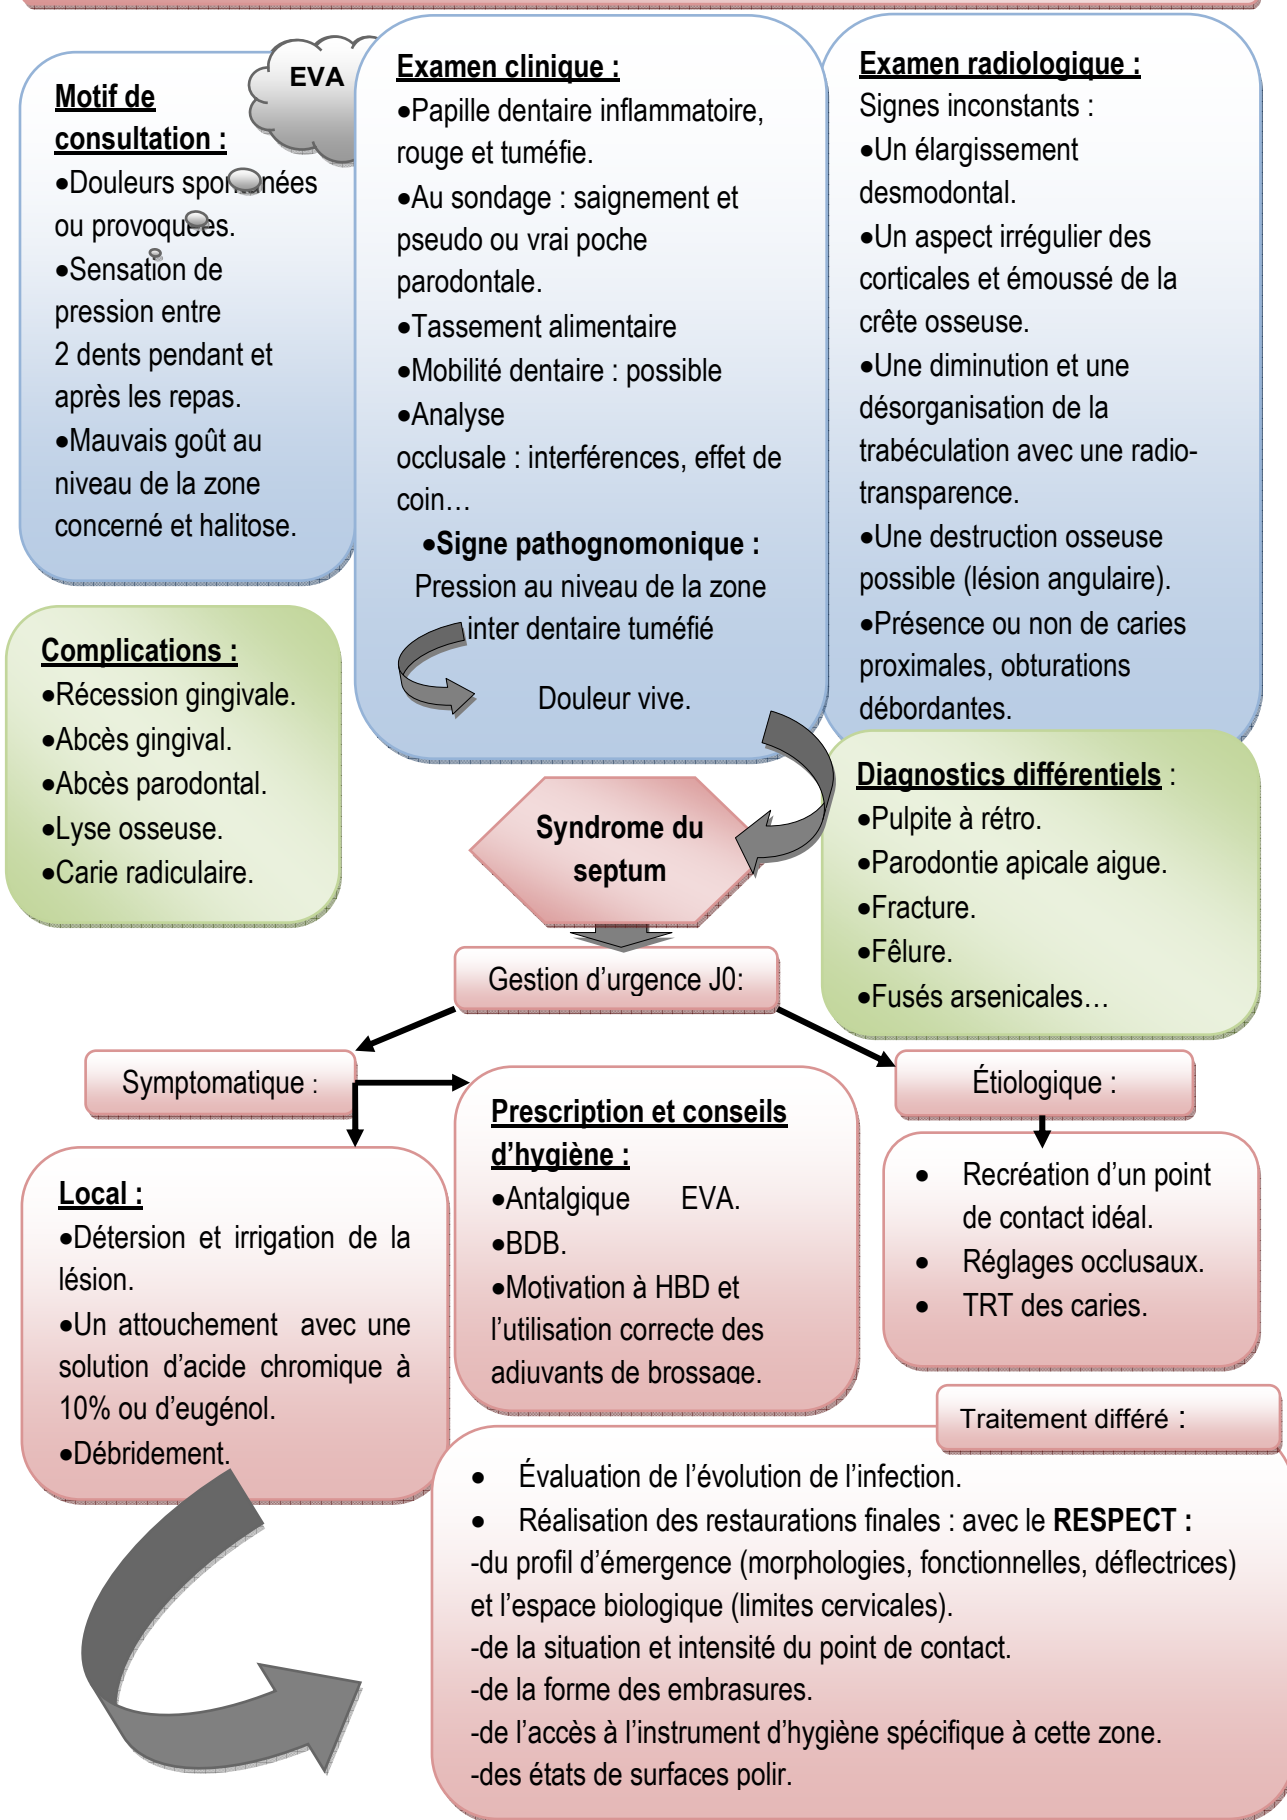 Motif de
consultation :
•Douleurs spontanées
ou provoquées.
•Sensation de
pression entre
2 dents pendant et
après les repas.
•Mauvais goût au
niveau de la zone
concerné et halitose.
EVA
Examen clinique :
•Papille dentaire inflammatoire,
rouge et tuméfie.
•Au sondage : saignement et
pseudo ou vrai poche
parodontale.
•Tassement alimentaire
•Mobilité dentaire : possible
•Analyse
occlusale : interférences, effet de
coin…
•Signe pathognomonique :
Pression au niveau de la zone
inter dentaire tuméfié
Douleur vive.
Examen radiologique :
Signes inconstants :
•Un élargissement
desmodontal.
•Un aspect irrégulier des
corticales et émoussé de la
crête osseuse.
•Une diminution et une
désorganisation de la
trabéculation avec une radio-
transparence.
•Une destruction osseuse
possible (lésion angulaire).
•Présence ou non de caries
proximales, obturations
débordantes.
Complications :
•Récession gingivale.
•Abcès gingival.
•Abcès parodontal.
•Lyse osseuse.
•Carie radiculaire.
Syndrome du
septum
Diagnostics différentiels :
•Pulpite à rétro.
•Parodontie apicale aigue.
•Fracture.
•Fêlure.
•Fusés arsenicales…
Gestion d’urgence J0:
Symptomatique :
Étiologique :
Local :
•Détersion et irrigation de la
lésion.
•Un attouchement avec une
solution d’acide chromique à
10% ou d’eugénol.
•Débridement.
Prescription et conseils
d’hygiène :
•Antalgique EVA.
•BDB.
•Motivation à HBD et
l’utilisation correcte des
adjuvants de brossage.
• Recréation d’un point
de contact idéal.
• Réglages occlusaux.
• TRT des caries.
Traitement différé :
• Évaluation de l’évolution de l’infection.
• Réalisation des restaurations finales : avec le RESPECT :
-du profil d’émergence (morphologies, fonctionnelles, déflectrices)
et l’espace biologique (limites cervicales).
-de la situation et intensité du point de contact.
-de la forme des embrasures.
-de l’accès à l’instrument d’hygiène spécifique à cette zone.
-des états de surfaces polir.